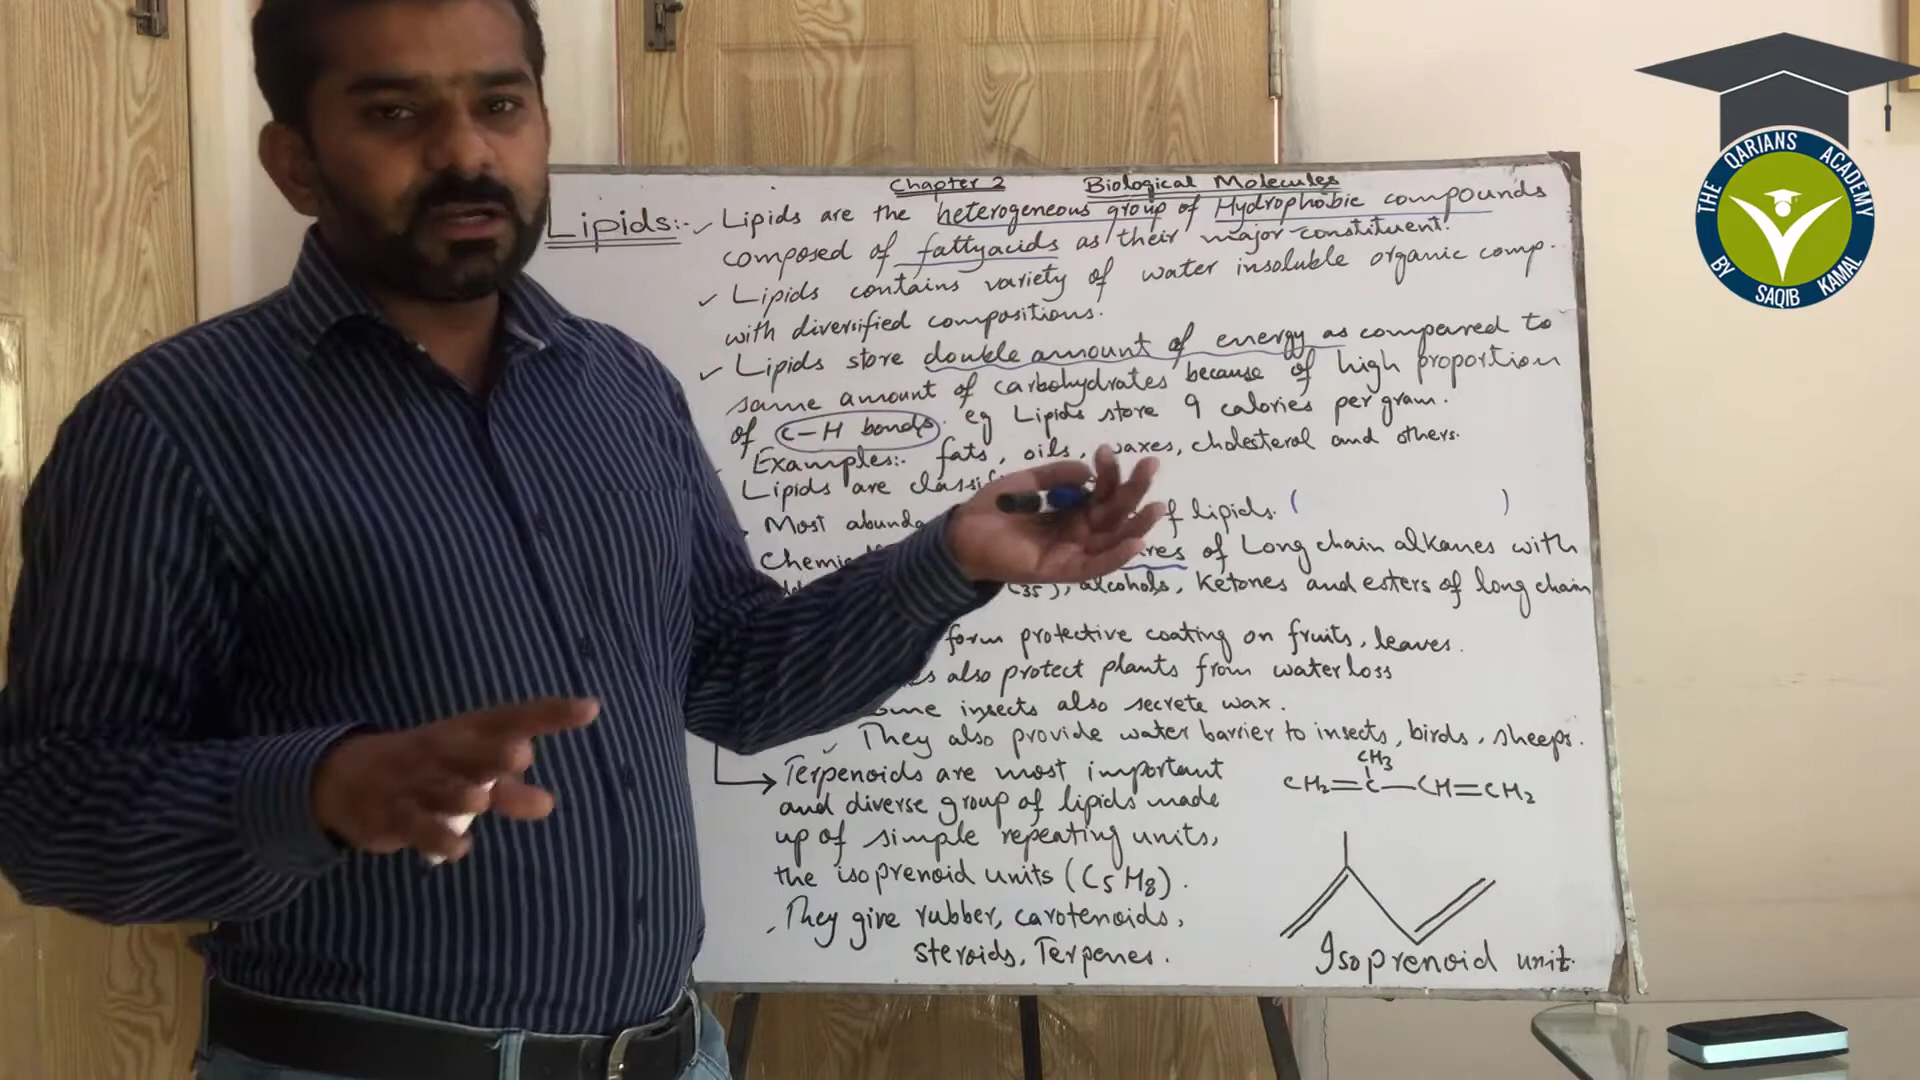 Chapter 2 Biological Molecules
Lipids:- Lipids are the heterogeneous group of Hydrophobic compounds
composed of fattyacids as their major constituent.
Lipids contains variety of water insoluble organic comp.
with diversified compositions.
Lipids store double amount of energy as compared to
same amount of carbohydrates because of high proportion
of C-H bonds. eg Lipids store 9 calories per gram.
Examples:- fats, oils, waxes, cholesterol and others.
Lipids are
Most of lipids. ( )
of Long chain alkanes with
alcohols, Ketones and esters of long chain
form protective coating on fruits, leaves.
also protect plants from water loss
insects also secrete wax.
They also provide water barrier to insects, birds, sheeps.
Terpenoids are most important
and diverse group of lipids made
up of simple repeating units,
the isoprenoid units (C5H8).
They give rubber, carotenoids,
steroids, Terpenes.
CH3
CH2=C-CH=CH2
Isoprenoid unit.
THE QARIANS ACADEMY
BY SAQIB KAMAL